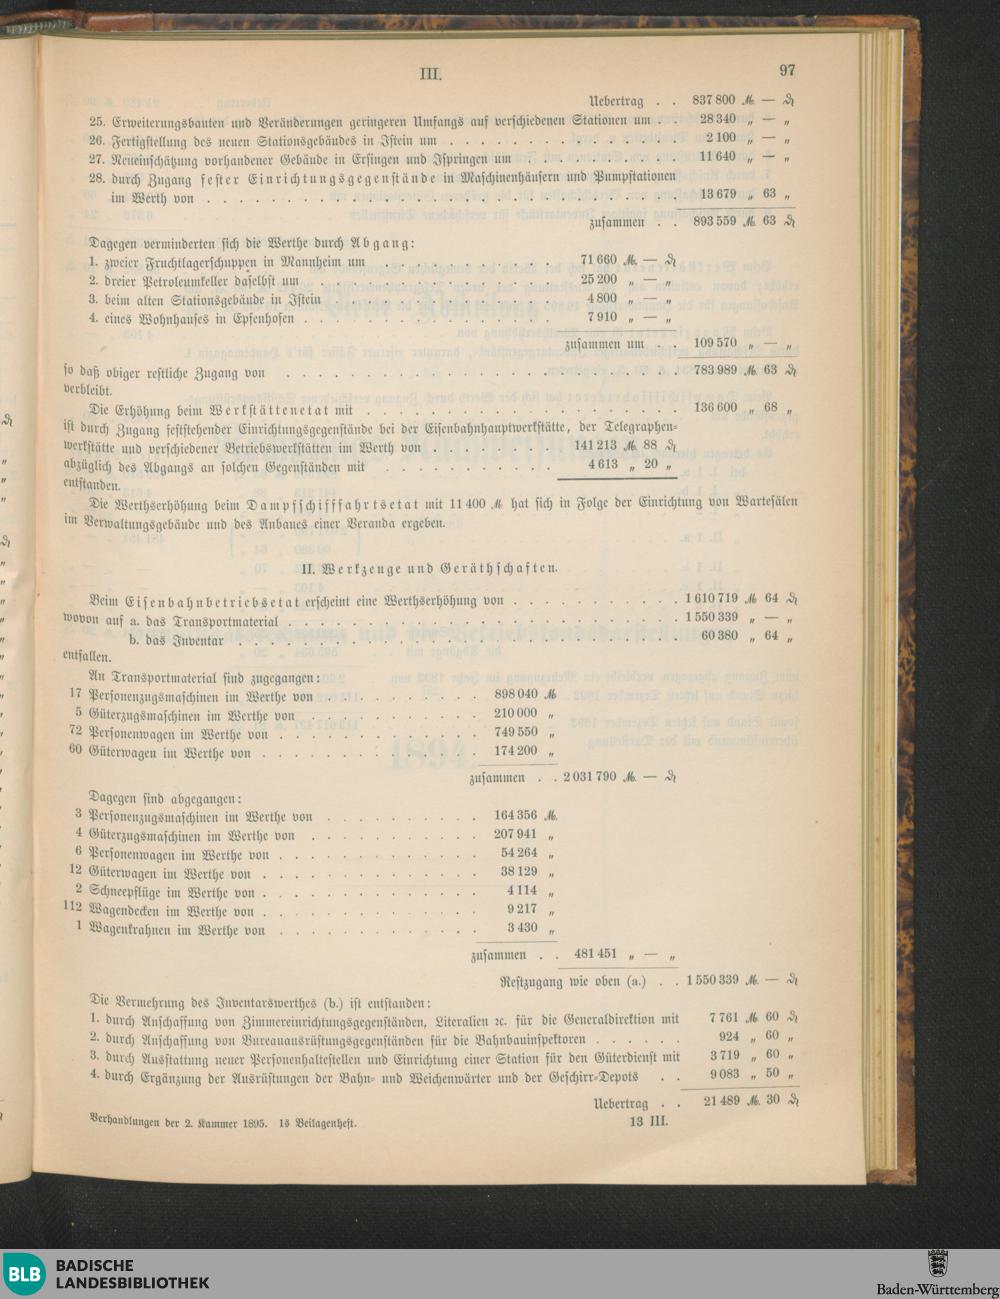 III. 97
Uebertrag . . 837 800 ℳ — ₰
25. Erweiterungsbauten und Veränderungen geringeren Umfangs auf verschiedenen Stationen um . . 28 340 „ — „
26. Fertigstellung des neuen Stationsgebäudes in Istein um . . . . . . . . . . . . . 2 100 „ — „
27. Neueinschätzung vorhandener Gebäude in Ersingen und Ispringen um . . . . . . . . . 11 640 „ — „
28. durch Zugang fester Einrichtungsgegenstände in Maschinenhäusern und Pumpstationen
im Werth von . . . . . . . . . . . . . . . . . . . . . . . . . . 13 679 „ 63 „
zusammen . . 893 559 ℳ 63 ₰
Dagegen verminderten sich die Werthe durch Abgang:
1. zweier Fruchtlagerschuppen in Mannheim um . . . . . . . . . 71 660 ℳ — ₰
2. dreier Petroleumkeller daselbst um . . . . . . . . . . . . 25 200 „ — „
3. beim alten Stationsgebäude in Istein . . . . . . . . . . . 4 800 „ — „
4. eines Wohnhauses in Epfenhofen . . . . . . . . . . . . . 7 910 „ — „
zusammen um . . 109 570 „ — „
so daß obiger restliche Zugang von . . . . . . . . . . . . . . . . . . . . . 783 989 ℳ 63 ₰
verbleibt.
Die Erhöhung beim Werkstättenetat mit . . . . . . . . . . . . . . . . . . 136 600 „ 68 „
ist durch Zugang feststehender Einrichtungsgegenstände bei der Eisenbahnhauptwerkstätte, der Telegraphen-
werkstätte und verschiedener Betriebswerkstätten im Werth von . . . . . . . 141 213 ℳ 88 ₰
abzüglich des Abgangs an solchen Gegenständen mit . . . . . . . . . 4 613 „ 20 „
entstanden.
Die Werthserhöhung beim Dampfschifffahrtsetat mit 11 400 ℳ hat sich in Folge der Einrichtung von Wartesälen
im Verwaltungsgebäude und des Anbaues einer Veranda ergeben.
II. Werkzeuge und Geräthschaften.
Beim Eisenbahnbetriebsetat erscheint eine Werthserhöhung von . . . . . . . . . . 1 610 719 ℳ 64 ₰
wovon auf a. das Transportmaterial . . . . . . . . . . . . . . . . . . . . . 1 550 339 „ — „
b. das Inventar . . . . . . . . . . . . . . . . . . . . . . . . 60 380 „ 64 „
entfallen.
An Transportmaterial sind zugegangen:
17 Personenzugsmaschinen im Werthe von . . . . . . . . . 898 040 ℳ
5 Güterzugsmaschinen im Werthe von . . . . . . . . . . 210 000 „
72 Personenwagen im Werthe von . . . . . . . . . . . . 749 550 „
60 Güterwagen im Werthe von . . . . . . . . . . . . . 174 200 „
zusammen . . 2 031 790 ℳ — ₰
Dagegen sind abgegangen:
3 Personenzugsmaschinen im Werthe von . . . . . . . . . 164 356 ℳ.
4 Güterzugsmaschinen im Werthe von . . . . . . . . . . 207 941 „
6 Personenwagen im Werthe von . . . . . . . . . . . . 54 264 „
12 Güterwagen im Werthe von . . . . . . . . . . . . . 38 129 „
2 Schneepflüge im Werthe von . . . . . . . . . . . . . 4 114 „
112 Wagendecken im Werthe von . . . . . . . . . . . . . 9 217 „
1 Wagenkrahnen im Werthe von . . . . . . . . . . . . 3 430 „
zusammen . . 481 451 „ — „
Restzugang wie oben (a.) . . 1 550 339 ℳ. — ₰
Die Vermehrung des Inventarswerthes (b.) ist entstanden:
1. durch Anschaffung von Zimmereinrichtungsgegenständen, Literalien ꝛc. für die Generaldirektion mit 7 761 ℳ 60 ₰
2. durch Anschaffung von Bureauausrüstungsgegenständen für die Bahnbauinspektoren . . . . . . 924 „ 60 „
3. durch Ausstattung neuer Personenhaltestellen und Einrichtung einer Station für den Güterdienst mit 3 719 „ 60 „
4. durch Ergänzung der Ausrüstungen der Bahn- und Weichenwärter und der Geschirr-Depots . . 9 083 „ 50 „
Uebertrag . . 21 489 ℳ. 30 ₰
Verhandlungen der 2. Kammer 1895. 1s Beilagenheft. 13 III.
BLB BADISCHE
LANDESBIBLIOTHEK
Baden-Württemberg